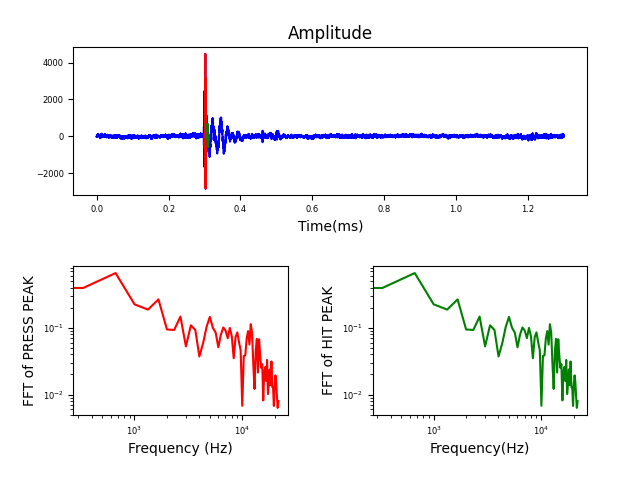 Amplitude
4000
2000
0
−2000
0.0 0.2 0.4 0.6 0.8 1.0 1.2
Time(ms)
FFT of PRESS PEAK
10⁻¹
10⁻²
10³ 10⁴
Frequency (Hz)
FFT of HIT PEAK
10⁻¹
10⁻²
10³ 10⁴
Frequency(Hz)